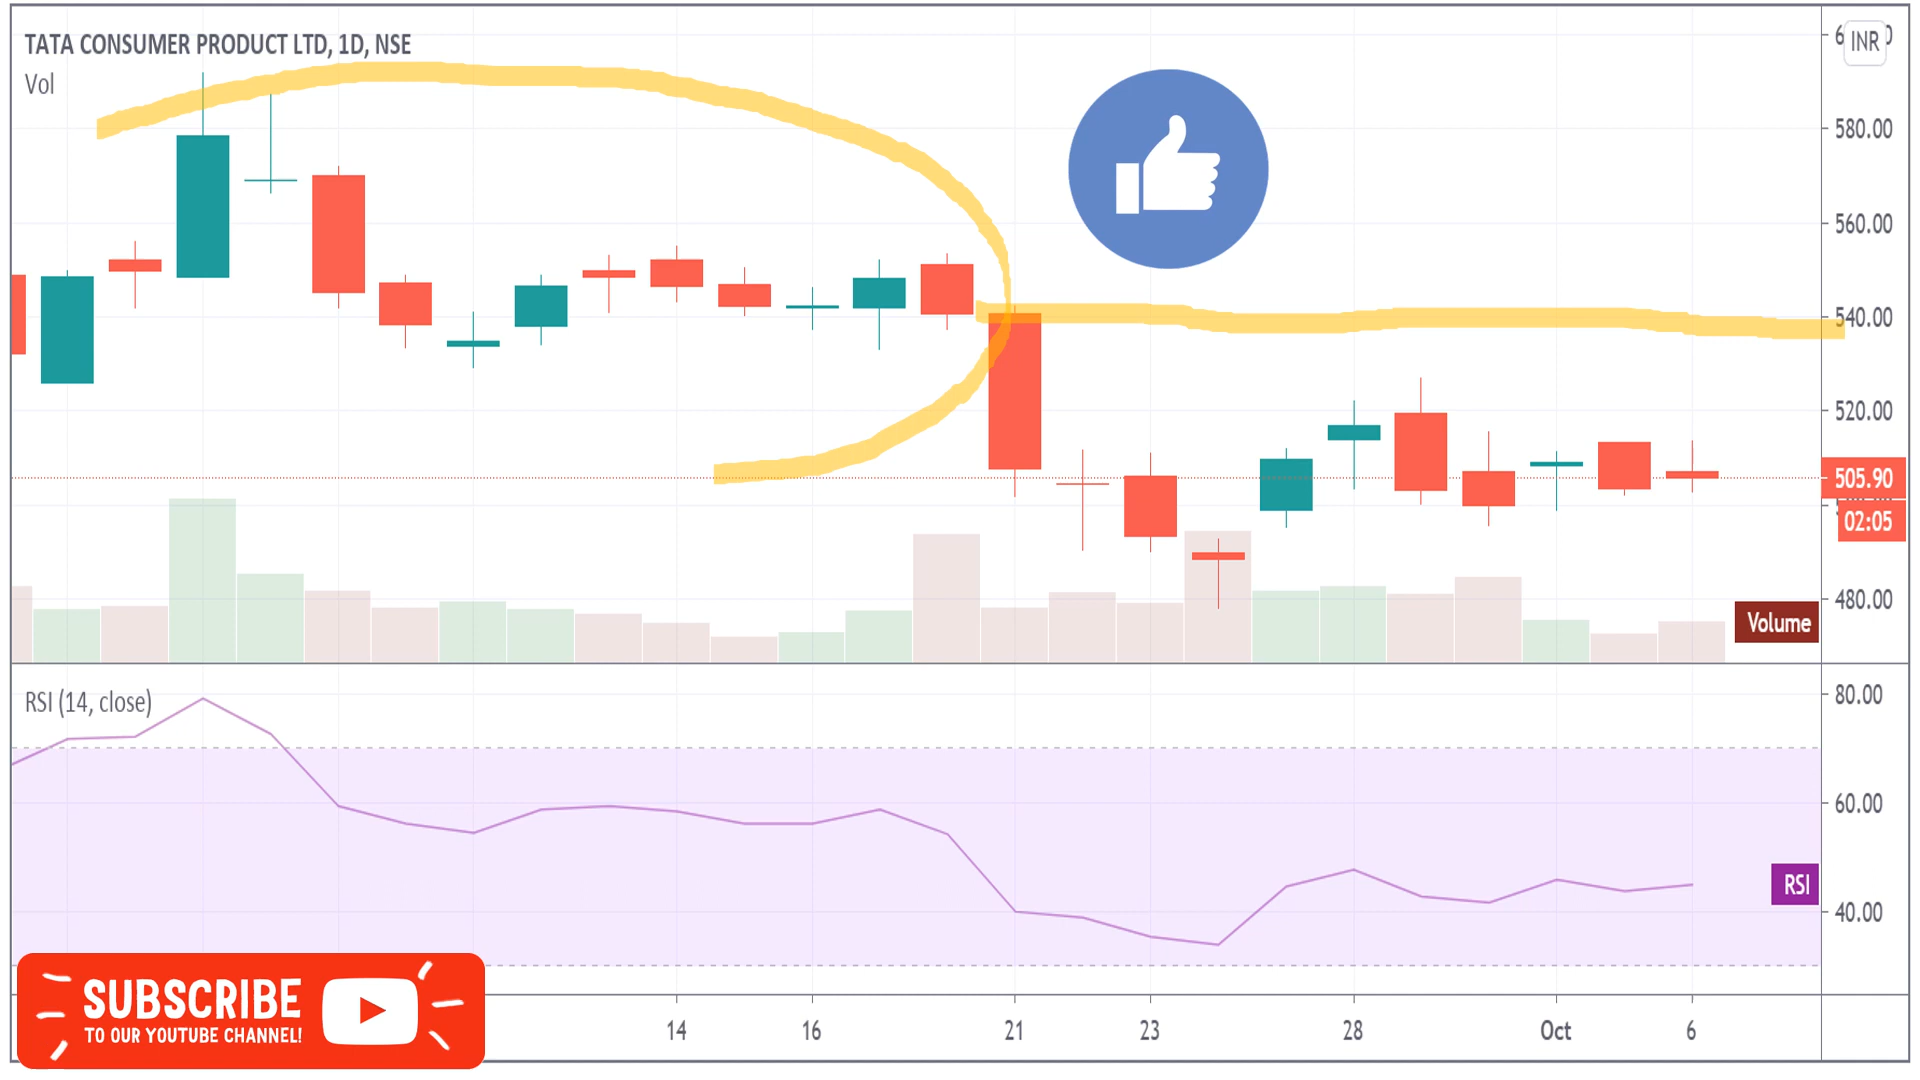 TATA CONSUMER PRODUCT LTD, 1D, NSE
Vol
INR
580.00
560.00
540.00
520.00
505.90
02:05
480.00
Volume
RSI (14, close)
80.00
60.00
RSI
40.00
SUBSCRIBE
TO OUR YOUTUBE CHANNEL!
14 16 21 23 28 Oct 6